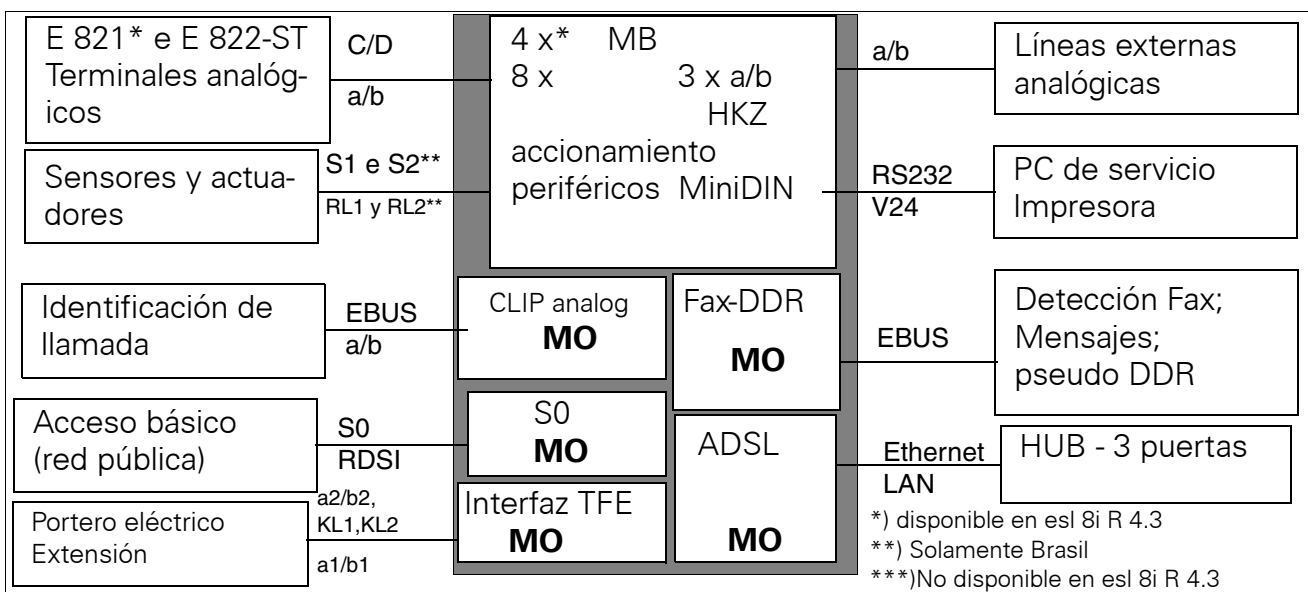 E 821* e E 822-ST
Terminales analóg-
icos
C/D
a/b
4 x* MB
8 x 3 x a/b
HKZ
accionamiento
periféricos MiniDIN
a/b
Líneas externas
analógicas
Sensores y actua-
dores
S1 e S2**
RL1 y RL2**
RS232
V24
PC de servicio
Impresora
Identificación de
llamada
EBUS
a/b
CLIP analog
MO
Fax-DDR
MO
EBUS
Detección Fax;
Mensajes;
pseudo DDR
Acceso básico
(red pública)
S0
RDSI
S0
MO
ADSL
MO
Ethernet
LAN
HUB - 3 puertas
Portero eléctrico
Extensión
a2/b2,
KL1,KL2
a1/b1
Interfaz TFE
MO
*) disponible en esl 8i R 4.3
**) Solamente Brasil
***)No disponible en esl 8i R 4.3